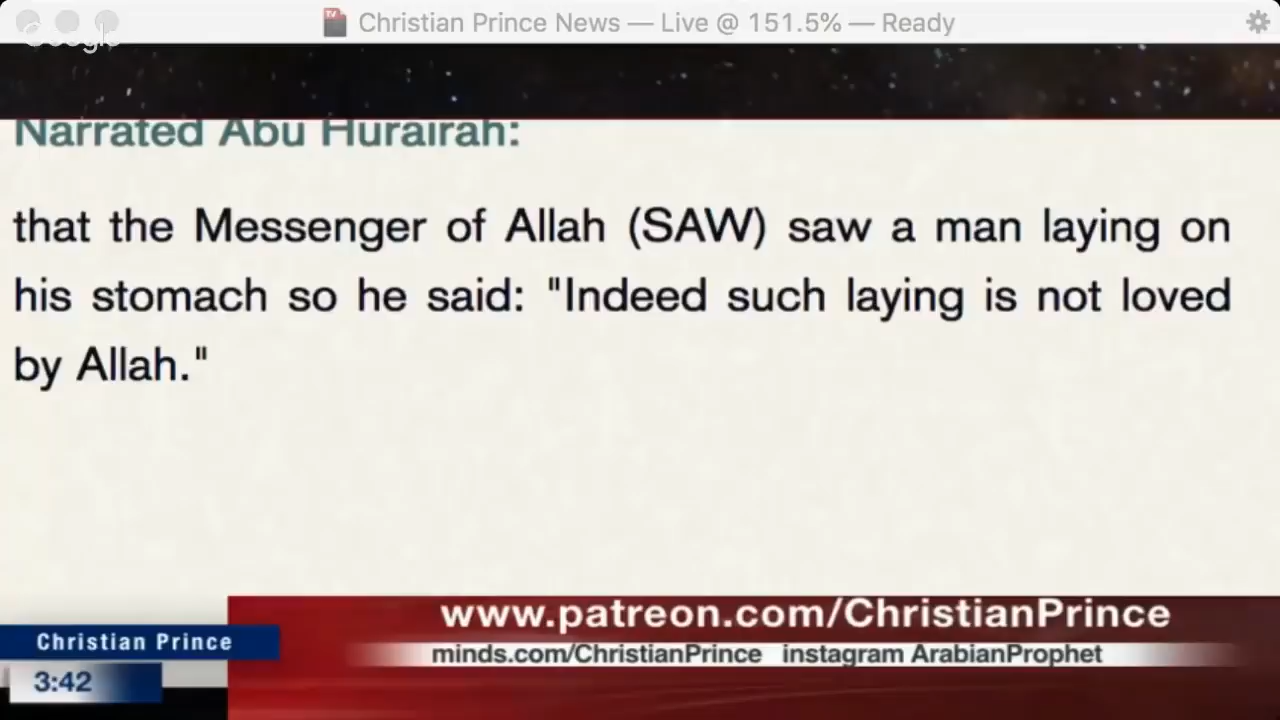 Christian Prince News — Live @ 151.5% — Ready
Google
Narrated Abu Hurairah:
that the Messenger of Allah (SAW) saw a man laying on
his stomach so he said: "Indeed such laying is not loved
by Allah."
www.patreon.com/ChristianPrince
Christian Prince
minds.com/ChristianPrince instagram ArabianProphet
3:42